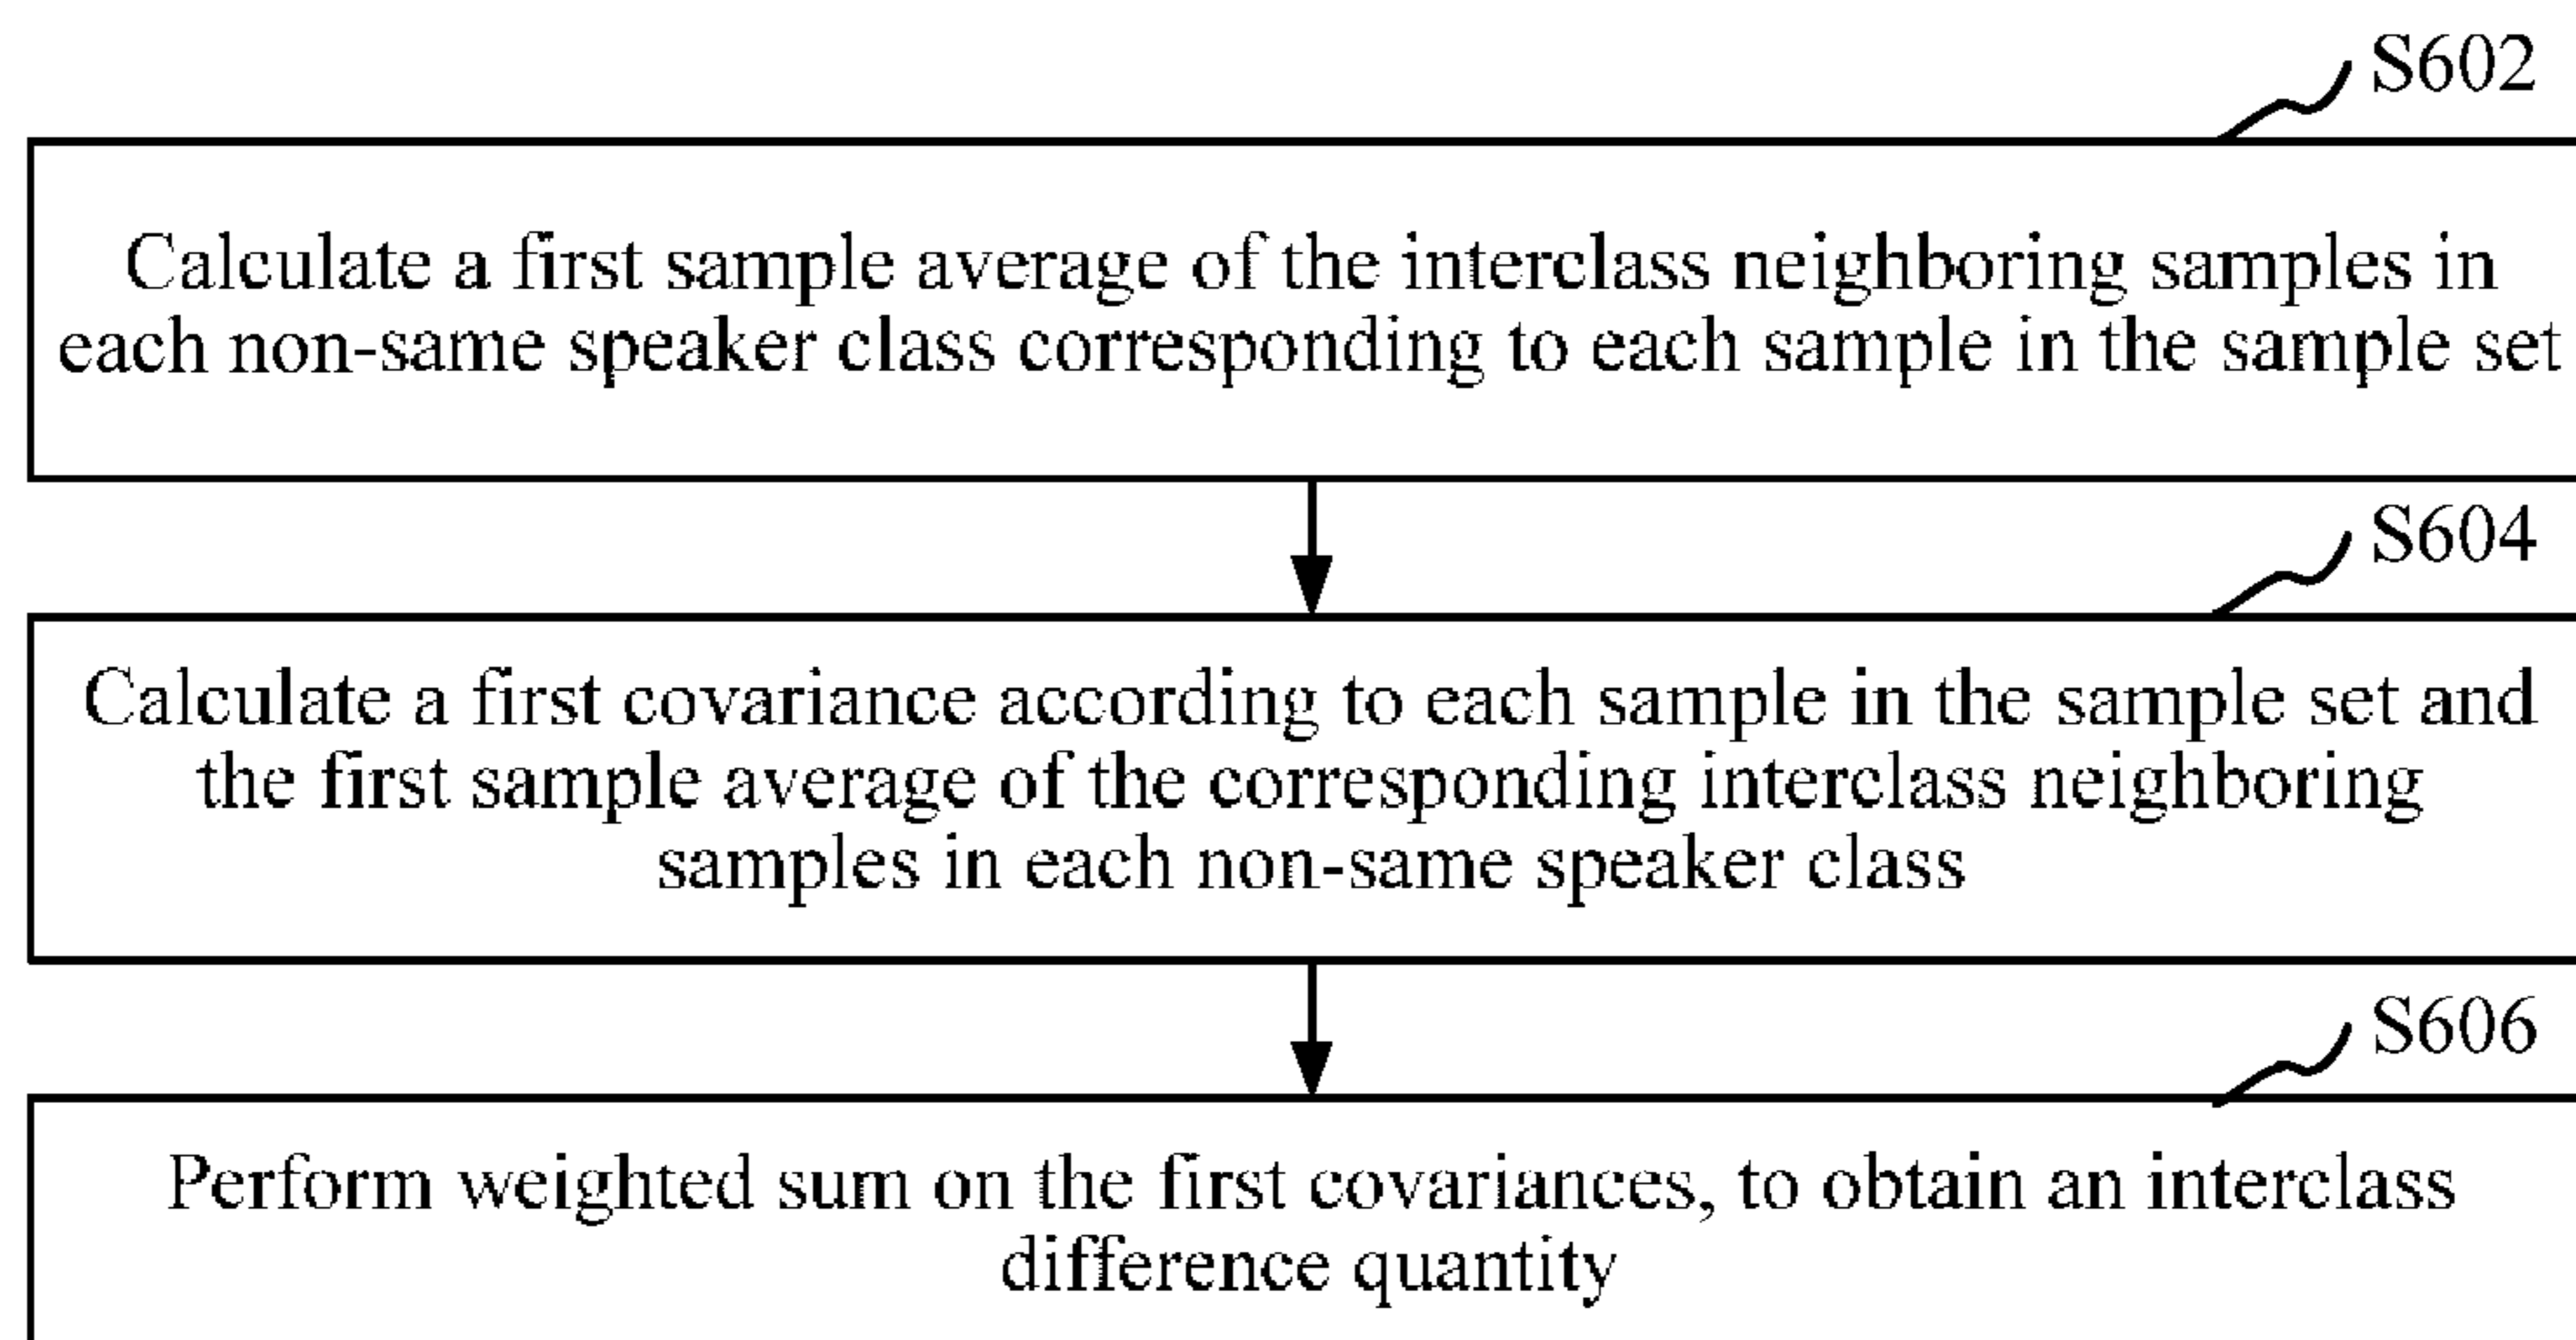 S602
Calculate a first sample average of the interclass neighboring samples in
each non-same speaker class corresponding to each sample in the sample set
S604
Calculate a first covariance according to each sample in the sample set and
the first sample average of the corresponding interclass neighboring
samples in each non-same speaker class
S606
Perform weighted sum on the first covariances, to obtain an interclass
difference quantity